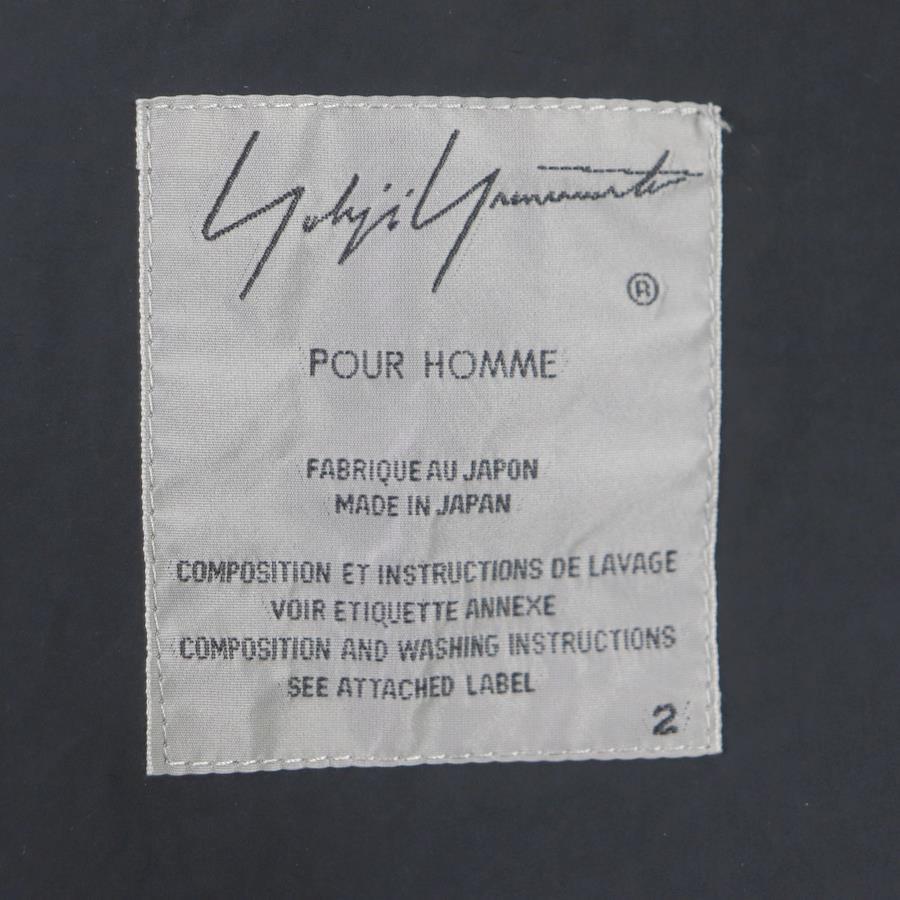 Yohji Yamamoto
®
POUR HOMME
FABRIQUE AU JAPON
MADE IN JAPAN
COMPOSITION ET INSTRUCTIONS DE LAVAGE
VOIR ETIQUETTE ANNEXE
COMPOSITION AND WASHING INSTRUCTIONS
SEE ATTACHED LABEL
2